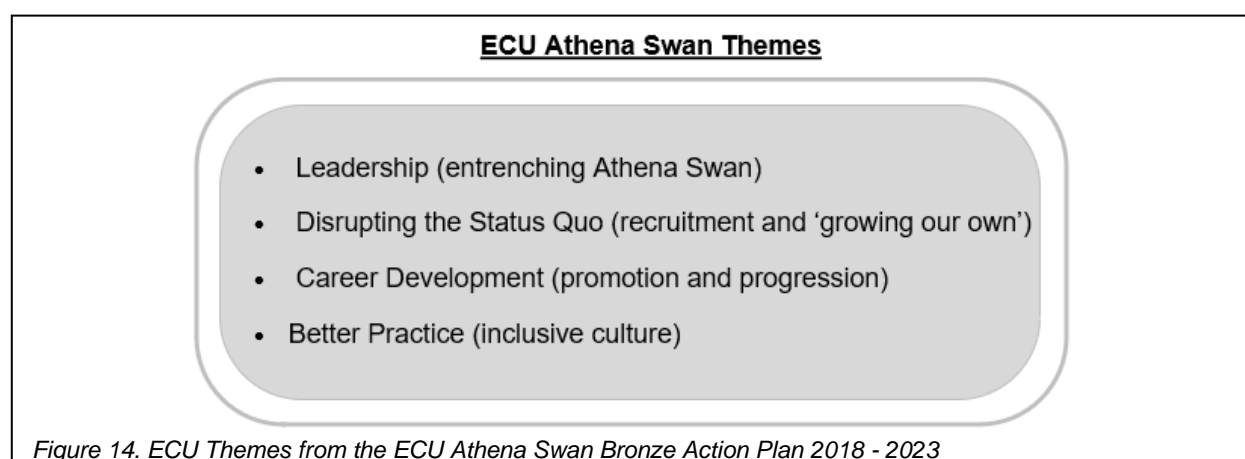 ECU Athena Swan Themes
• Leadership (entrenching Athena Swan)
• Disrupting the Status Quo (recruitment and ‘growing our own’)
• Career Development (promotion and progression)
• Better Practice (inclusive culture)
Figure 14. ECU Themes from the ECU Athena Swan Bronze Action Plan 2018 - 2023